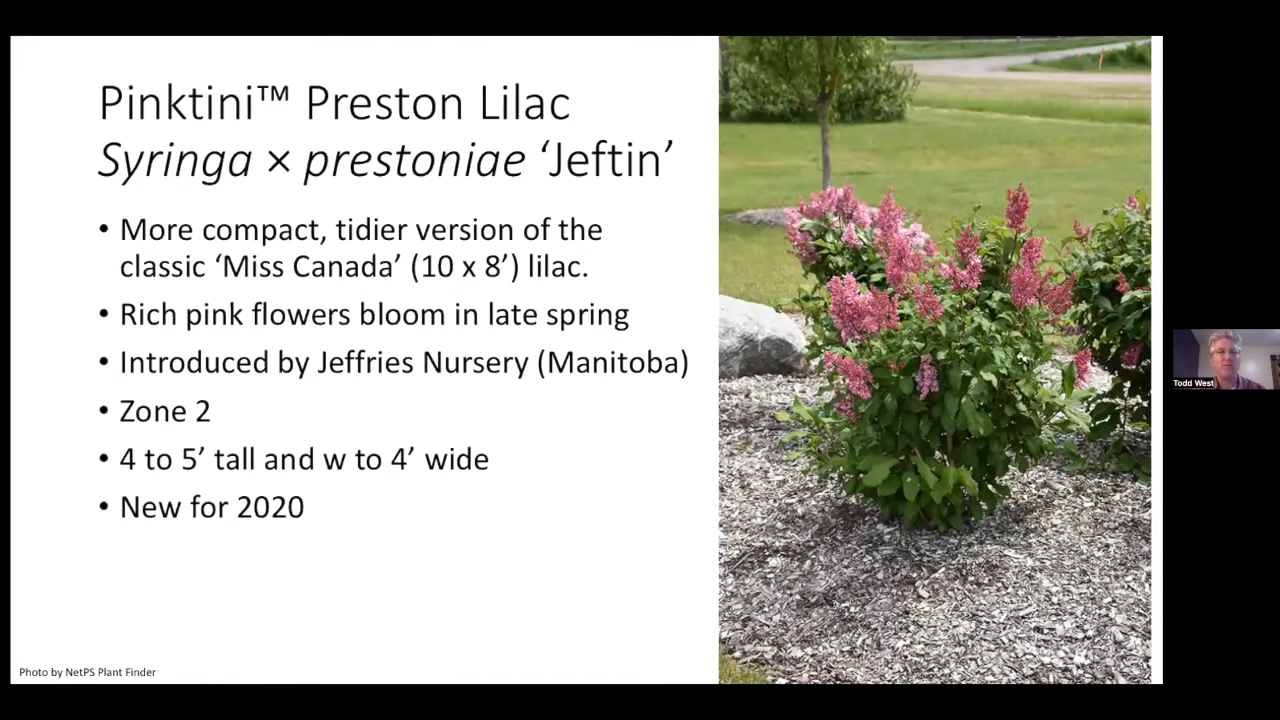 Pinktini™ Preston Lilac
Syringa × prestoniae ‘Jeftin’
• More compact, tidier version of the
classic ‘Miss Canada’ (10 x 8’) lilac.
• Rich pink flowers bloom in late spring
• Introduced by Jeffries Nursery (Manitoba)
• Zone 2
• 4 to 5’ tall and w to 4’ wide
• New for 2020
Todd West
Photo by NetPS Plant Finder